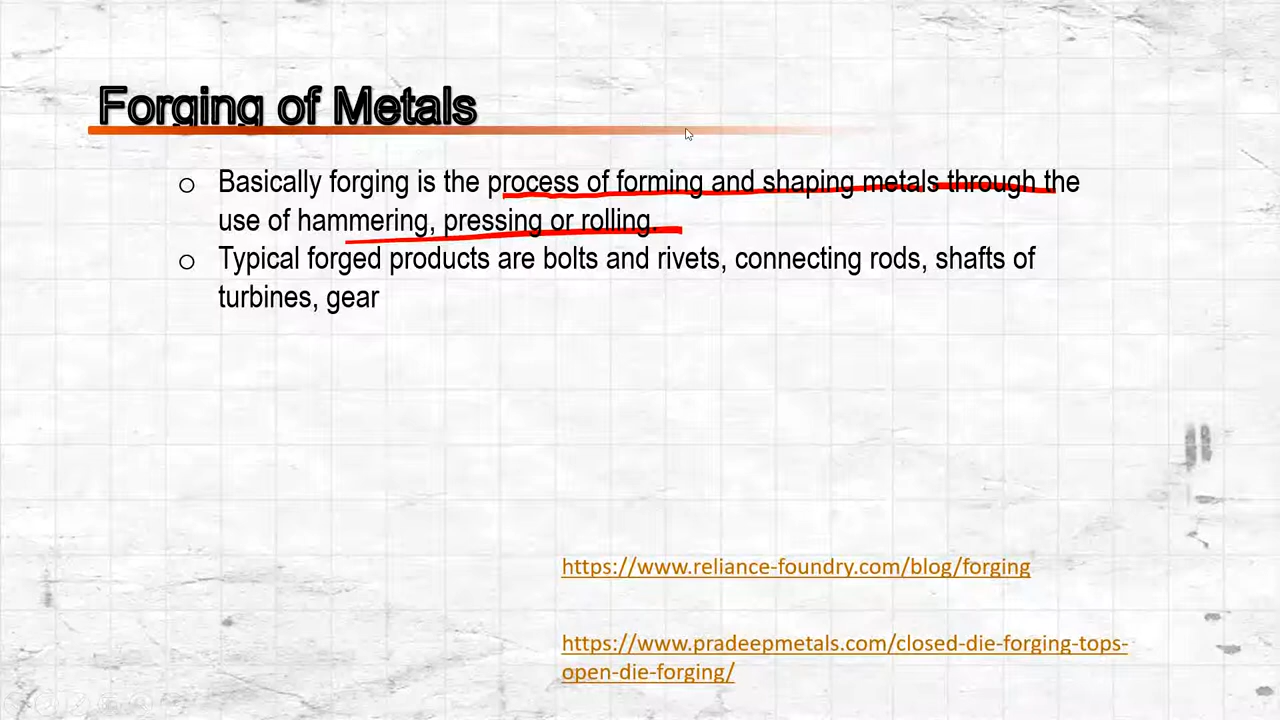 Forging of Metals
o Basically forging is the process of forming and shaping metals through the
use of hammering, pressing or rolling.
o Typical forged products are bolts and rivets, connecting rods, shafts of
turbines, gear
https://www.reliance-foundry.com/blog/forging
https://www.pradeepmetals.com/closed-die-forging-tops-
open-die-forging/